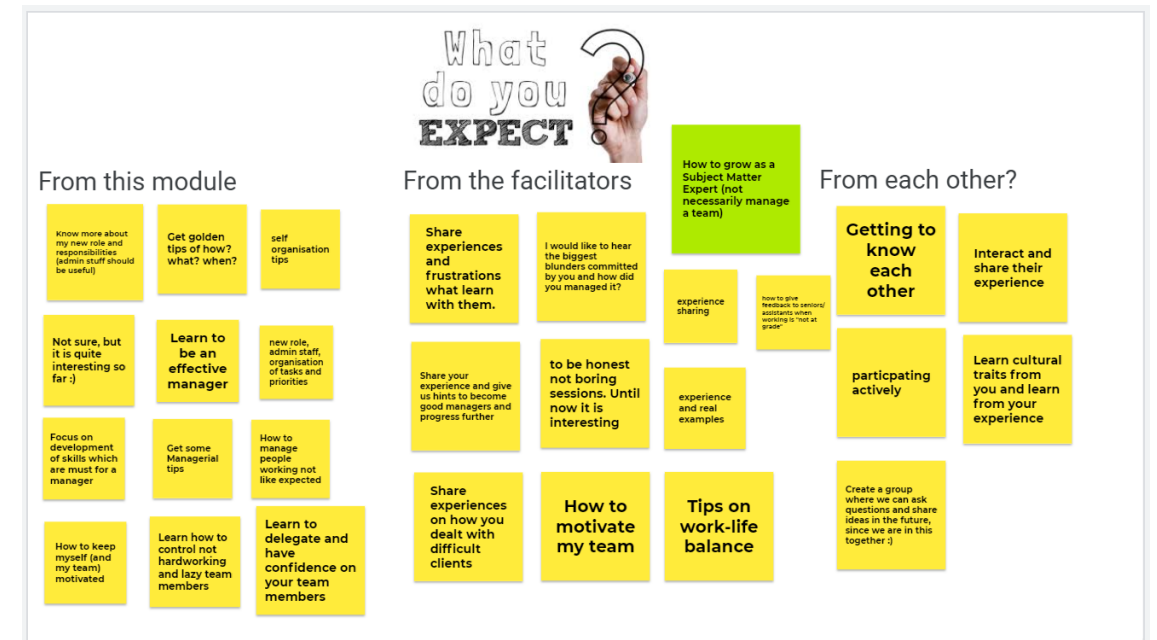 What
do you
EXPECT
?
From this module
Know more about
my new role and
responsibilities
(admin stuff should
be useful)
Get golden
tips of how?
what? when?
self
organisation
tips
Not sure, but
it is quite
interesting so
far :)
Learn to
be an
effective
manager
new role,
admin staff,
organisation
of tasks and
priorities
Focus on
development
of skills which
are must for a
manager
Get some
Managerial
tips
How to
manage
people
working not
like expected
How to keep
myself (and
my team)
motivated
Learn how to
control not
hardworking
and lazy team
members
Learn to
delegate and
have
confidence on
your team
members
From the facilitators
Share
experiences
and
frustrations
what learn
with them.
I would like to hear
the biggest
blunders committed
by you and how did
you managed it?
How to grow as a
Subject Matter
Expert (not
necessarily manage
a team)
experience
sharing
how to give
feedback to seniors/
assistants when
working is "not at
grade"
Share your
experience and give
us hints to become
good managers and
progress further
to be honest
not boring
sessions. Until
now it is
interesting
experience
and real
examples
Share
experiences
on how you
dealt with
difficult
clients
How to
motivate
my team
Tips on
work-life
balance
From each other?
Getting to
know
each
other
Interact and
share their
experience
particpating
actively
Learn cultural
traits from
you and learn
from your
experience
Create a group
where we can ask
questions and share
ideas in the future,
since we are in this
together :)